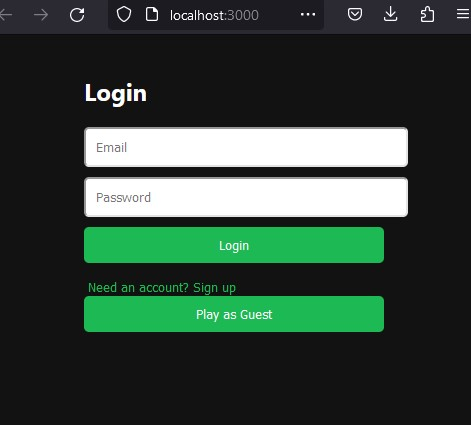 localhost:3000
Login
Email
Password
Login
Need an account? Sign up
Play as Guest